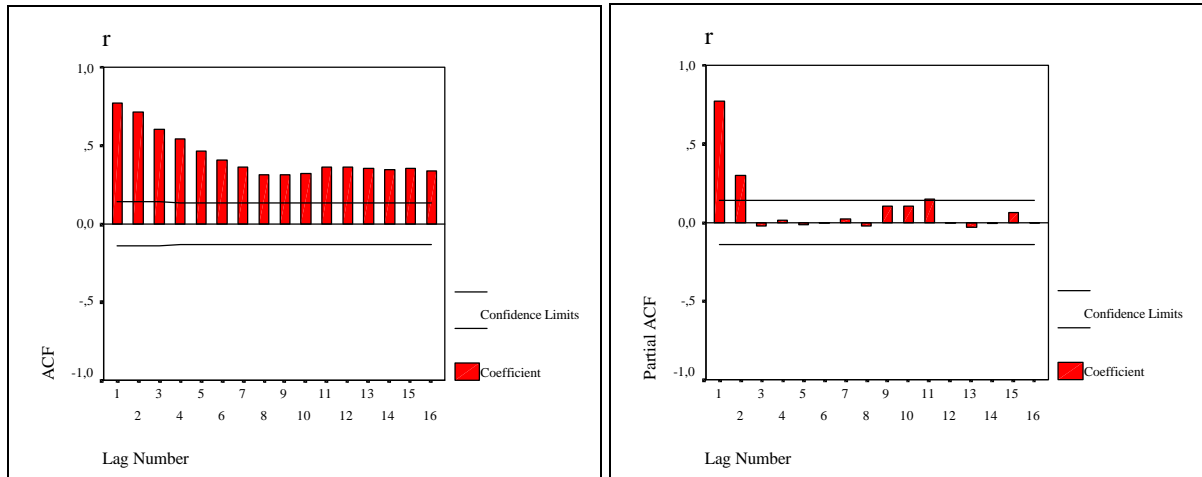 r
1,0
,5
0,0
-,5
-1,0
ACF
1 3 5 7 9 11 13 15
2 4 6 8 10 12 14 16
Lag Number
Confidence Limits
Coefficient
r
1,0
,5
0,0
-,5
-1,0
Partial ACF
1 3 5 7 9 11 13 15
2 4 6 8 10 12 14 16
Lag Number
Confidence Limits
Coefficient